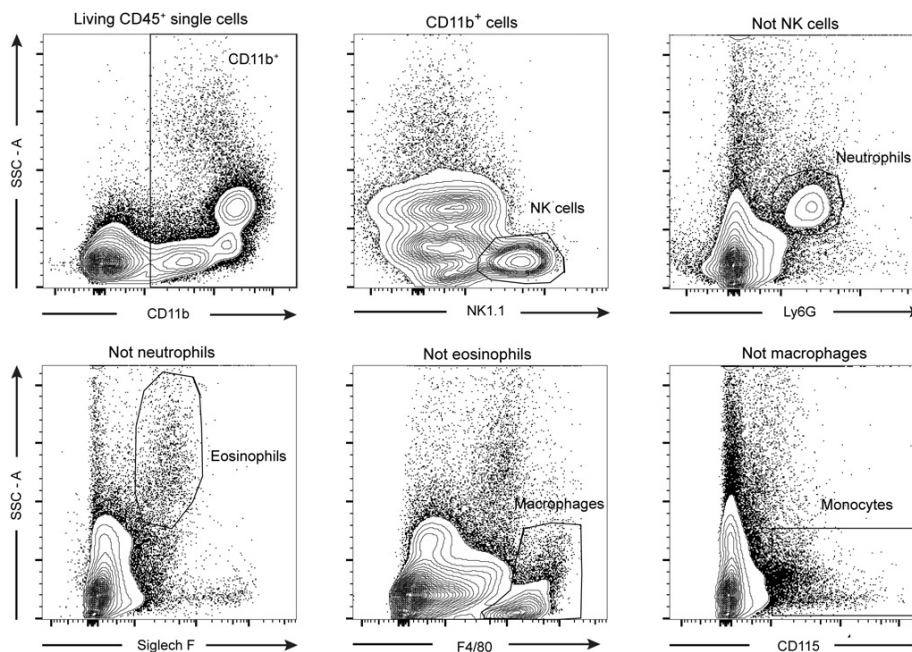 Living CD45⁺ single cells
CD11b⁺ cells
Not NK cells
CD11b⁺
SSC - A
NK cells
Neutrophils
CD11b
NK1.1
Ly6G
Not neutrophils
Not eosinophils
Not macrophages
SSC - A
Eosinophils
Macrophages
Monocytes
Siglech F
F4/80
CD115